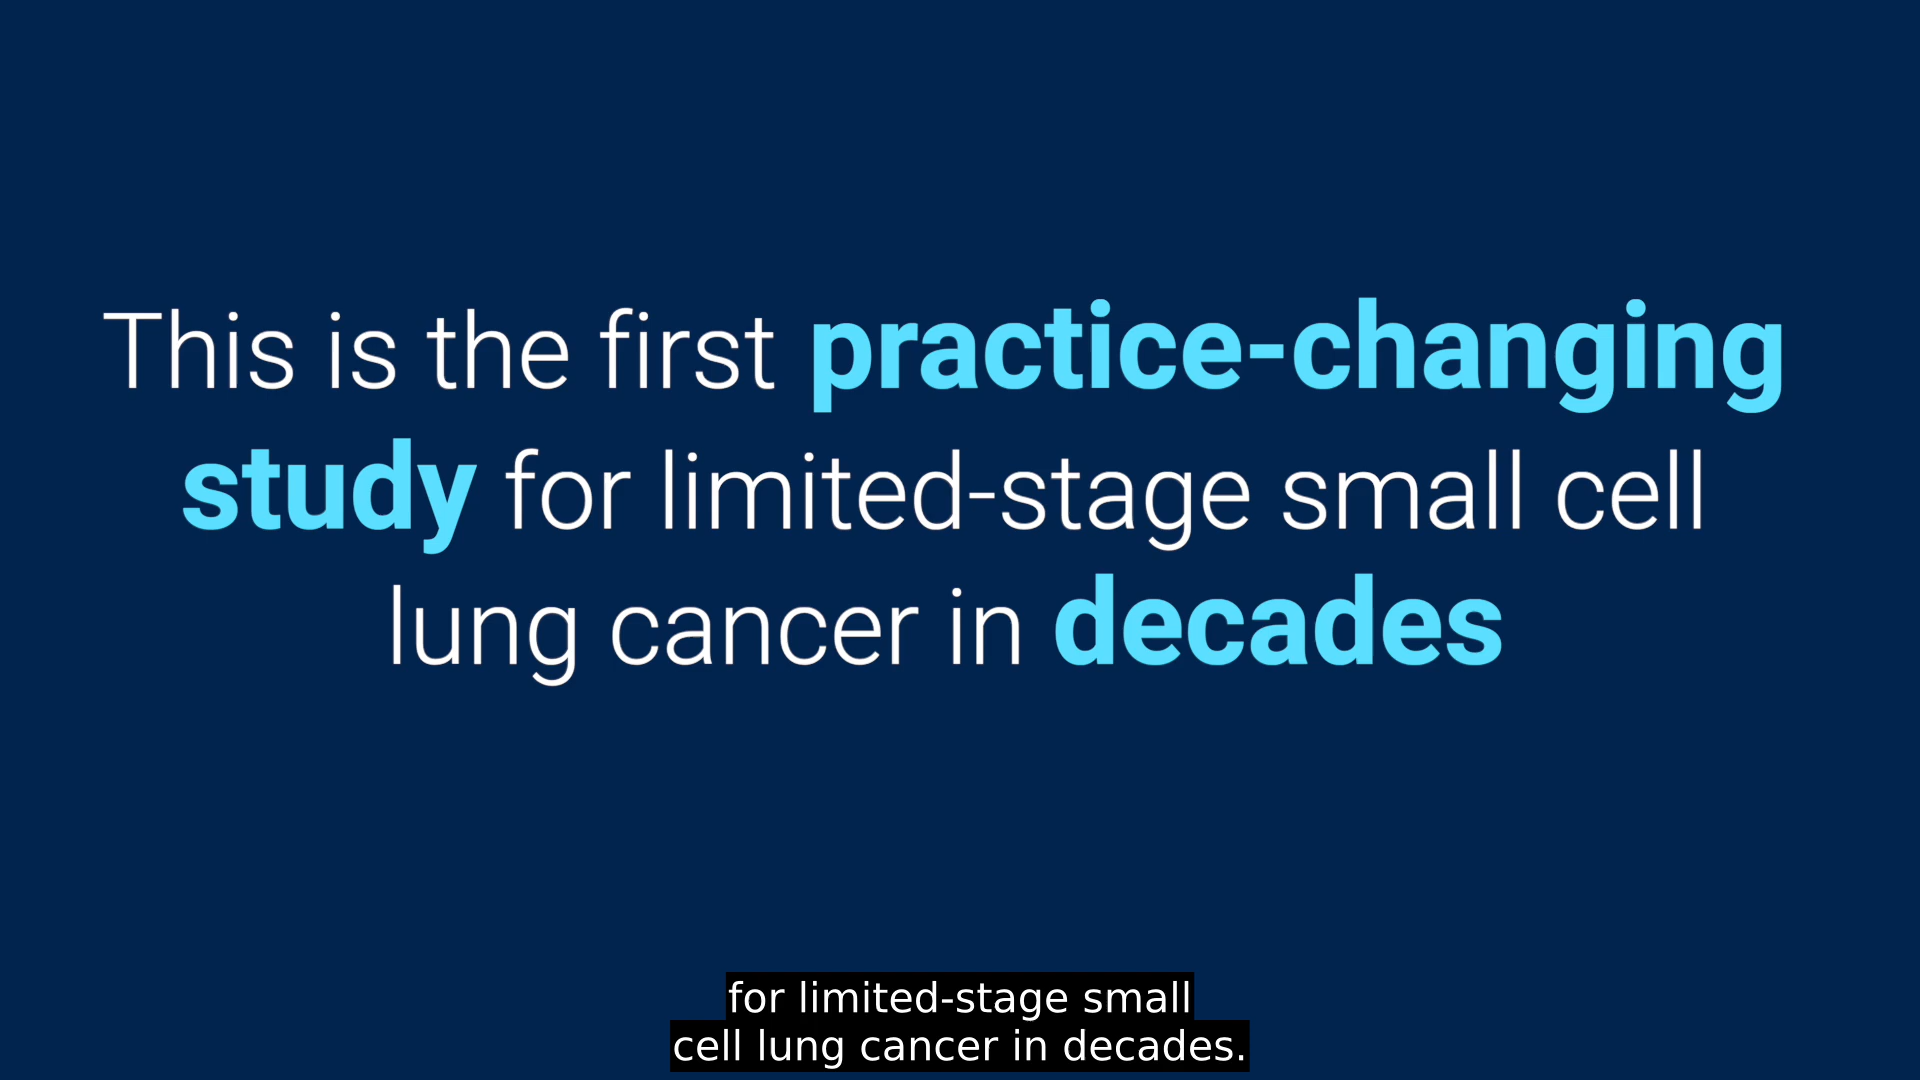 This is the first practice-changing
study for limited-stage small cell
lung cancer in decades
for limited-stage small
cell lung cancer in decades.